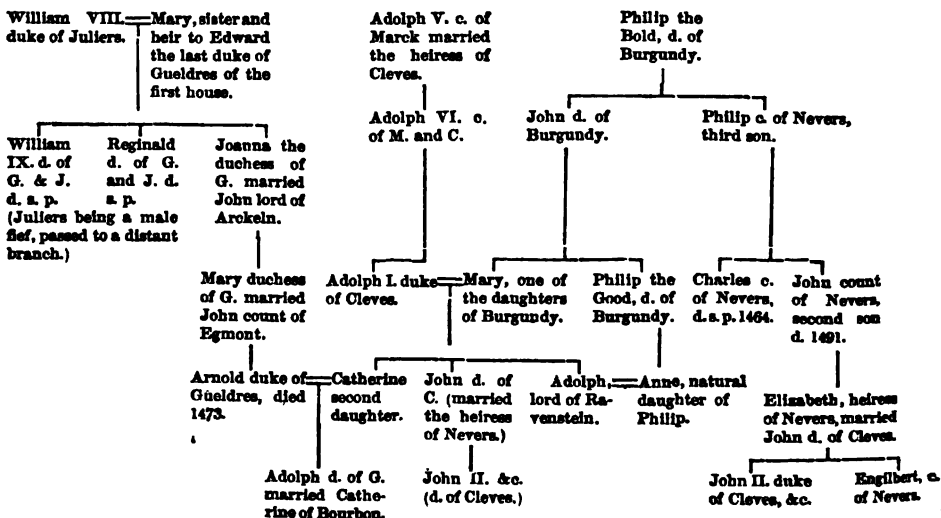 William VIII.
duke of Juliers.
Mary, sister and
heir to Edward
the last duke of
Gueldres of the
first house.
Adolph V. c. of
Marck married
the heiress of
Cleves.
Philip the
Bold, d. of
Burgundy.
Adolph VI. c.
of M. and C.
John d. of
Burgundy.
Philip c. of Nevers,
third son.
William
IX. d. of
G. & J.
d. s. p.
(Juliers being a male
fief, passed to a distant
branch.)
Reginald
d. of G.
and J. d.
s. p.
Joanna the
duchess of
G. married
John lord of
Arckeln.
Mary duchess
of G. married
John count of
Egmont.
Adolph I. duke
of Cleves.
Mary, one of
the daughters
of Burgundy.
Philip the
Good, d. of
Burgundy.
Charles c.
of Nevers,
d. s. p. 1464.
John count
of Nevers,
second son
d. 1491.
Arnold duke of
Gueldres, died
1473.
Catherine
second
daughter.
John d. of
C. (married
the heiress
of Nevers.)
Adolph,
lord of Ra-
venstein.
Anne, natural
daughter of
Philip.
Elizabeth, heiress
of Nevers, married
John d. of Cleves.
Adolph d. of G.
married Cathe-
rine of Bourbon.
John II. &c.
(d. of Cleves.)
John II. duke
of Cleves, &c.
Engilbert, c.
of Nevers.